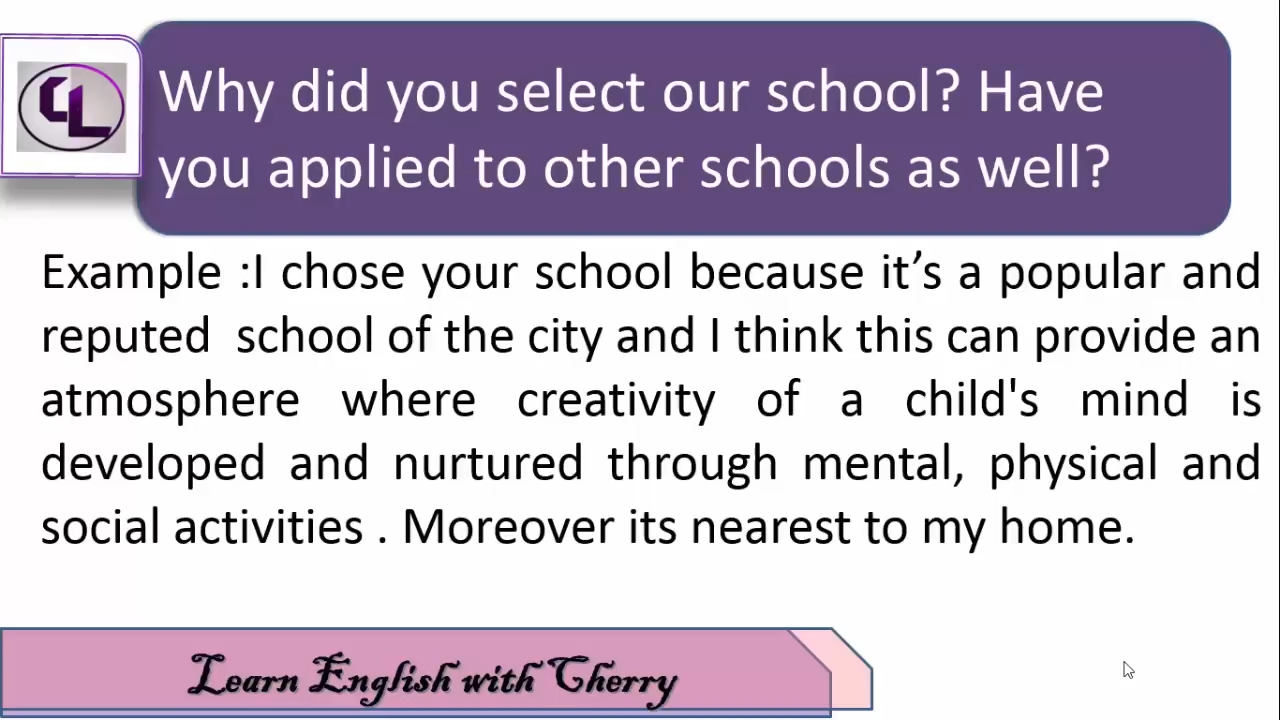 CL
Why did you select our school? Have
you applied to other schools as well?
Example :I chose your school because it’s a popular and
reputed school of the city and I think this can provide an
atmosphere where creativity of a child's mind is
developed and nurtured through mental, physical and
social activities . Moreover its nearest to my home.
Learn English with Cherry